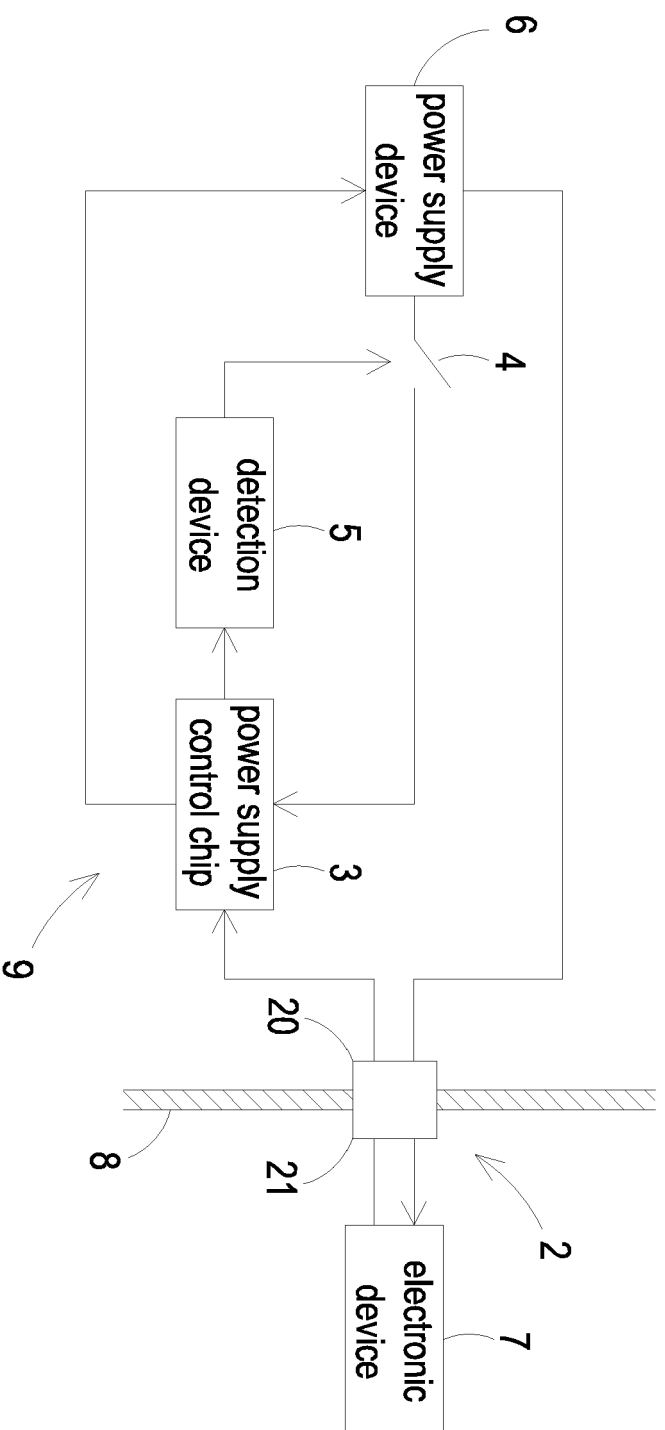 2
6
4
7
power supply
device
electronic
device
5
3
20
21
detection
device
power supply
control chip
8
9